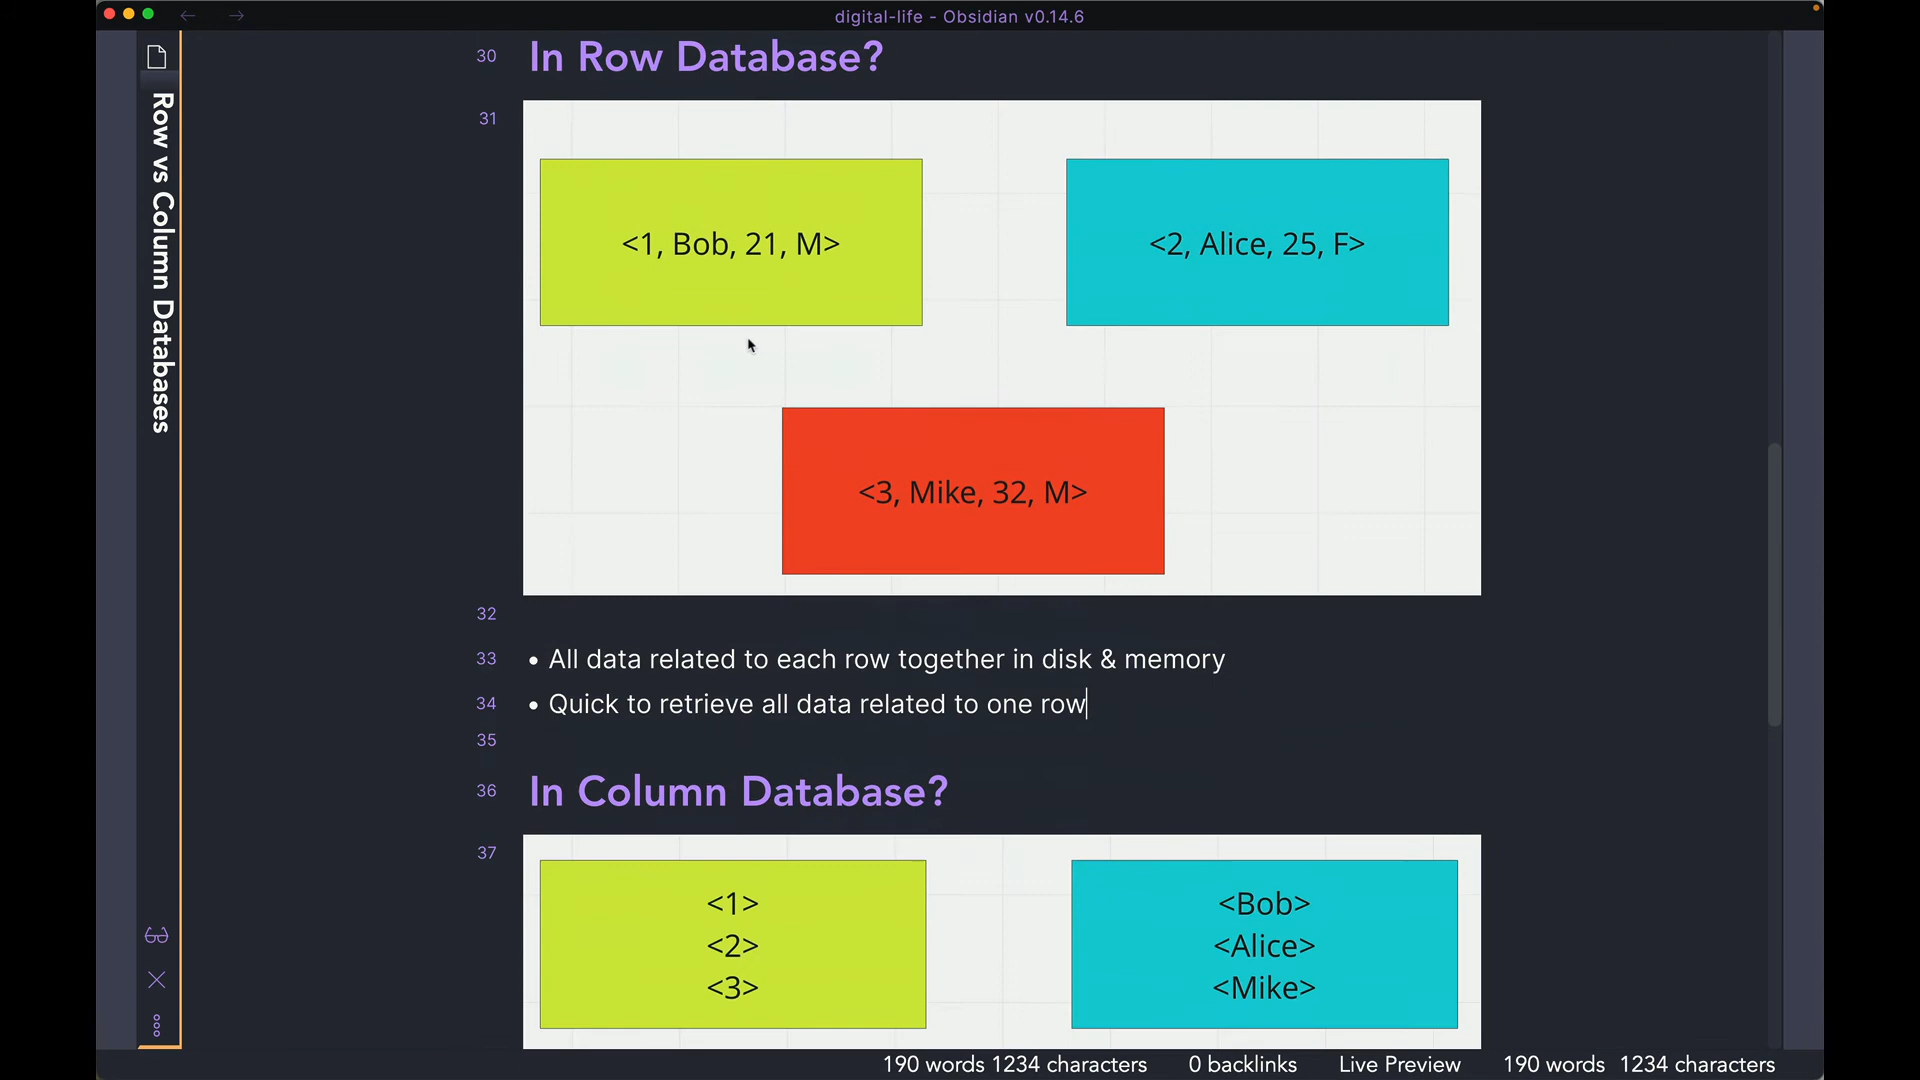 digital-life - Obsidian v0.14.6
Row vs Column Databases
30 In Row Database?
31
<1, Bob, 21, M>
<2, Alice, 25, F>
<3, Mike, 32, M>
32
33 • All data related to each row together in disk & memory
34 • Quick to retrieve all data related to one row
35
36 In Column Database?
37
<1>
<2>
<3>
<Bob>
<Alice>
<Mike>
190 words 1234 characters 0 backlinks Live Preview 190 words 1234 characters